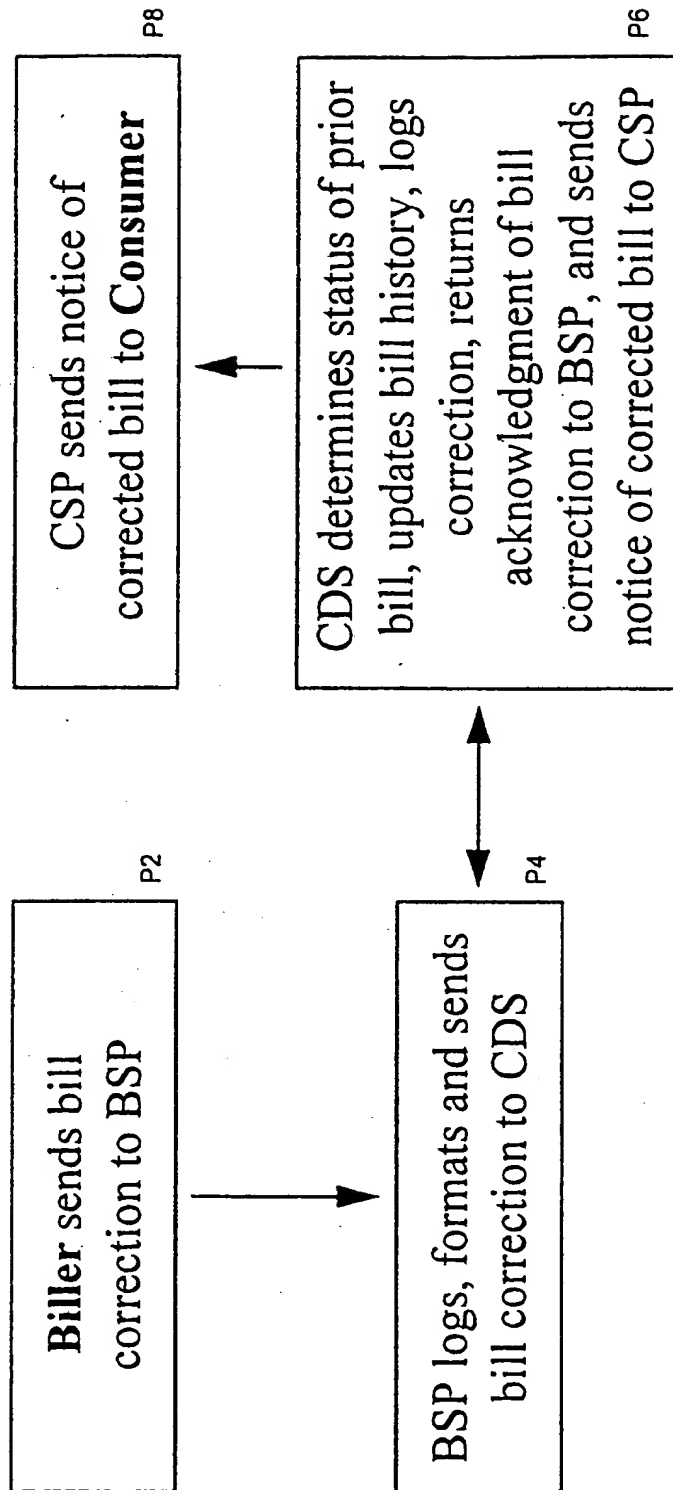 Biller sends bill
correction to BSP
P2
BSP logs, formats and sends
bill correction to CDS
P4
CDS determines status of prior
bill, updates bill history, logs
correction, returns
acknowledgment of bill
correction to BSP, and sends
notice of corrected bill to CSP
P6
CSP sends notice of
corrected bill to Consumer
P8